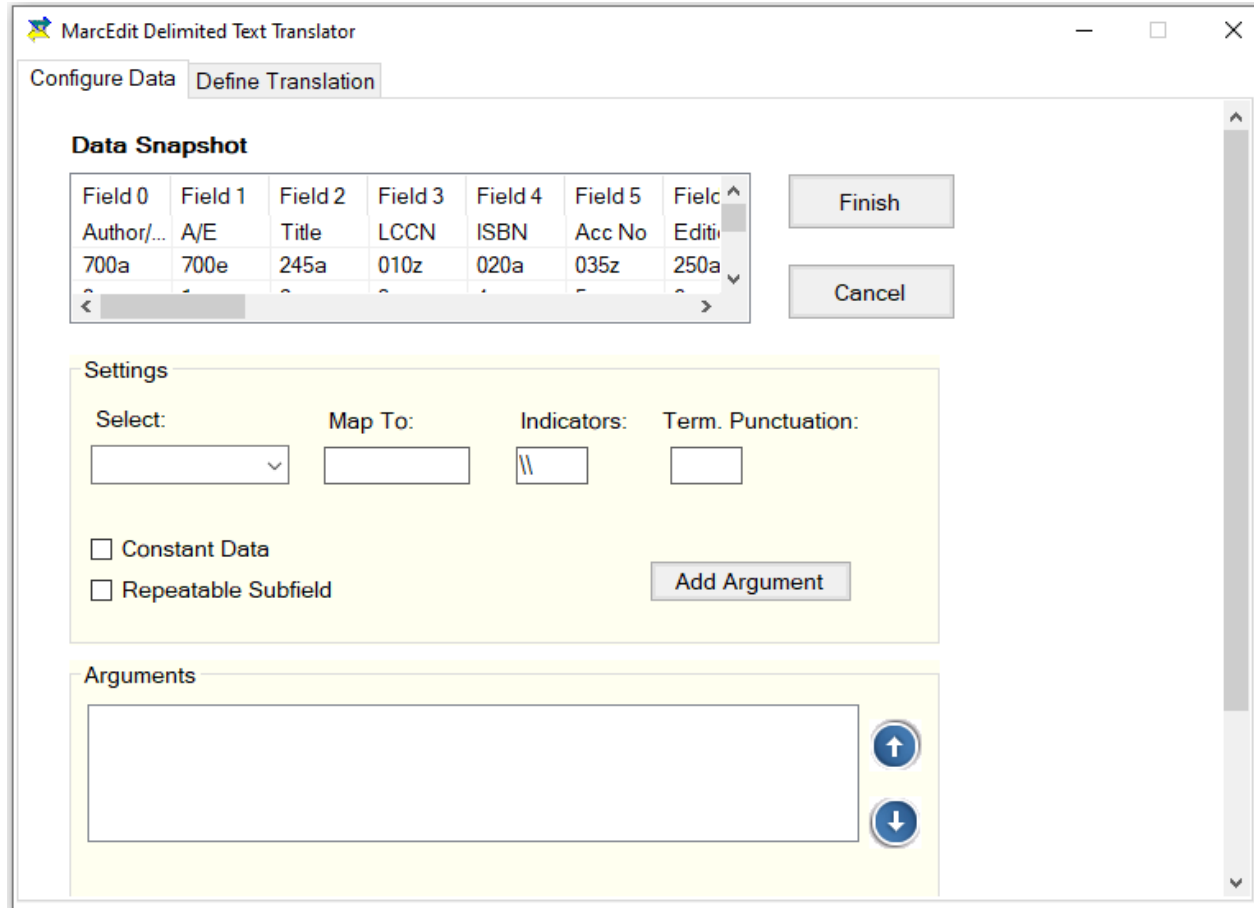 MarcEdit Delimited Text Translator
Configure Data Define Translation
Data Snapshot
Field 0 Field 1 Field 2 Field 3 Field 4 Field 5
Author/... A/E Title LCCN ISBN Acc No Editi
700a 700e 245a 010z 020a 035z 250a
Finish
Cancel
Settings
Select: Map To: Indicators: Term. Punctuation:
\\
Constant Data
Repeatable Subfield
Add Argument
Arguments